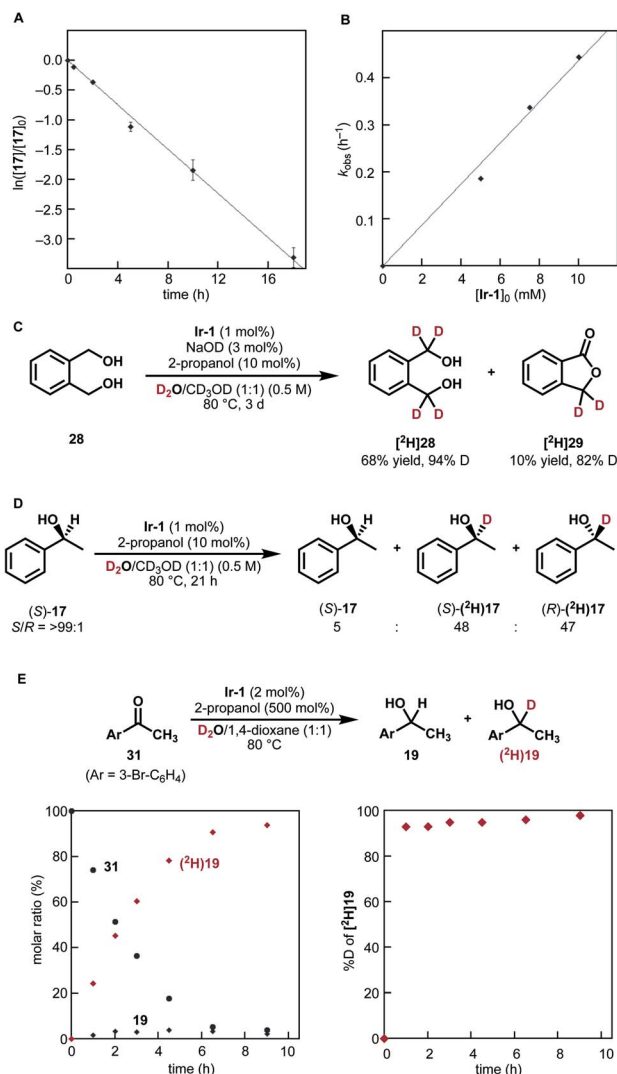 A
ln([17]/[17]₀)
0.0
−0.5
−1.0
−1.5
−2.0
−2.5
−3.0
0 4 8 12 16
time (h)
B
kobs (h⁻¹)
0.4
0.3
0.2
0.1
0 2 4 6 8 10
[Ir-1]₀ (mM)
C
OH
OH
28
Ir-1 (1 mol%)
NaOD (3 mol%)
2-propanol (10 mol%)
D₂O/CD₃OD (1:1) (0.5 M)
80 °C, 3 d
D D
OH
OH
D D
[²H]28
68% yield, 94% D
+
O
O
D D
[²H]29
10% yield, 82% D
D
HO H
(S)-17
S/R = >99:1
Ir-1 (1 mol%)
2-propanol (10 mol%)
D₂O/CD₃OD (1:1) (0.5 M)
80 °C, 21 h
HO H
(S)-17
+
HO D
(S)-(²H)17
+
HO D
(R)-(²H)17
5 : 48 : 47
E
O
Ar CH₃
31
(Ar = 3-Br-C₆H₄)
Ir-1 (2 mol%)
2-propanol (500 mol%)
D₂O/1,4-dioxane (1:1)
80 °C
HO H
Ar CH₃
19
+
HO D
Ar CH₃
(²H)19
molar ratio (%)
100
80
60
40
20
0
31
(²H)19
19
0 2 4 6 8 10
time (h)
%D of [²H]19
100
80
60
40
20
0
0 2 4 6 8 10
time (h)